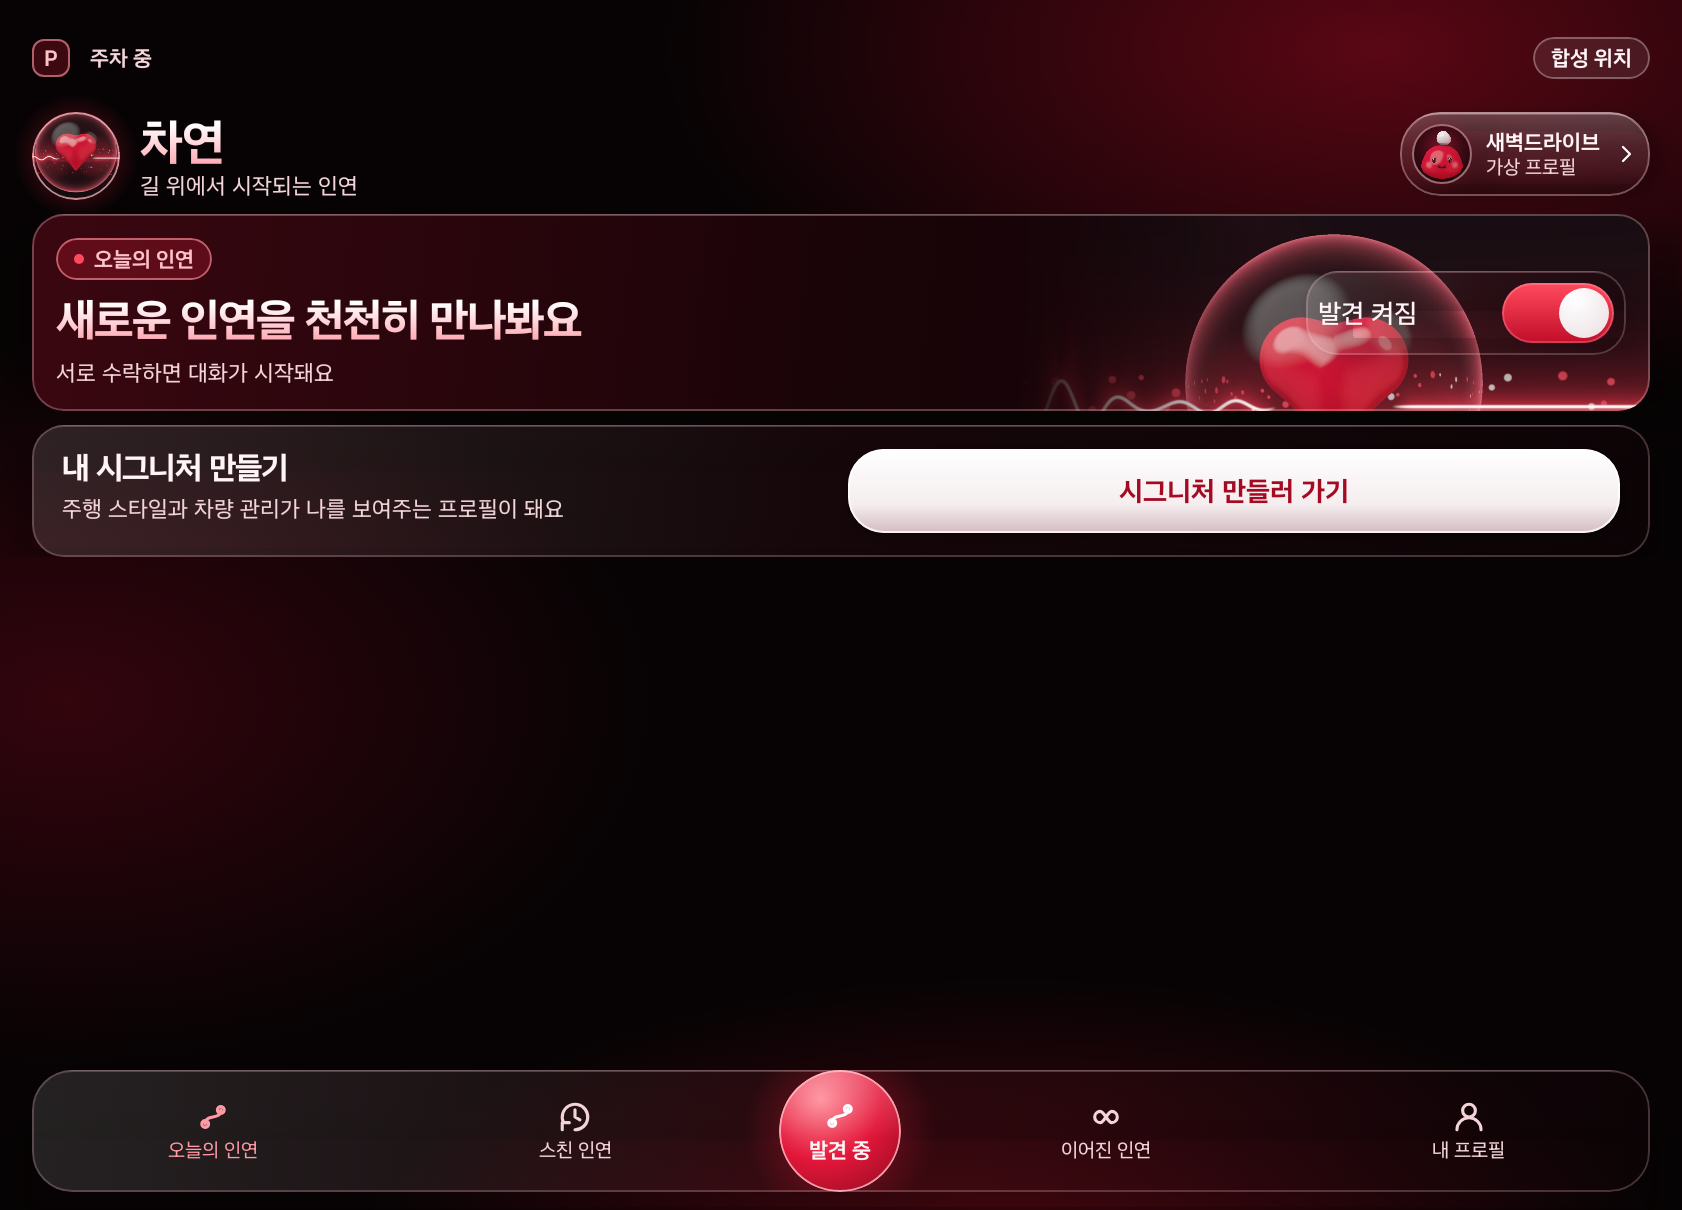 P 주차 중
합성 위치
차연
길 위에서 시작되는 인연
새벽드라이브
가상 프로필
오늘의 인연
새로운 인연을 천천히 만나봐요
서로 수락하면 대화가 시작돼요
발견 켜짐
내 시그니처 만들기
주행 스타일과 차량 관리가 나를 보여주는 프로필이 돼요
시그니처 만들러 가기
오늘의 인연
스친 인연
발견 중
이어진 인연
내 프로필